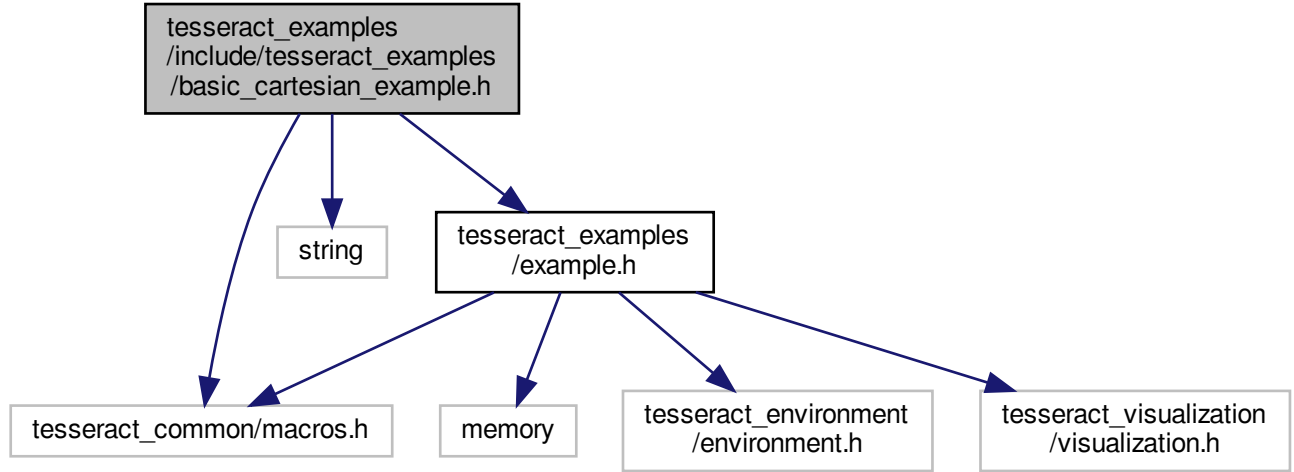 tesseract_examples
/include/tesseract_examples
/basic_cartesian_example.h
string
tesseract_examples
/example.h
tesseract_common/macros.h
memory
tesseract_environment
/environment.h
tesseract_visualization
/visualization.h